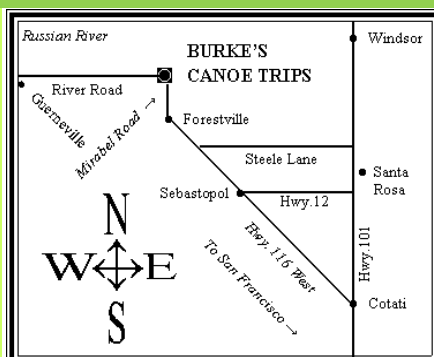 Russian River
Windsor
BURKE'S
CANOE TRIPS
River Road
Guerneville
Mirabel Road →
Forestville
Steele Lane
Santa
Rosa
Sebastopol
Hwy.12
N
W E
S
Hwy.116 West
To San Francisco →
Hwy.101
Cotati